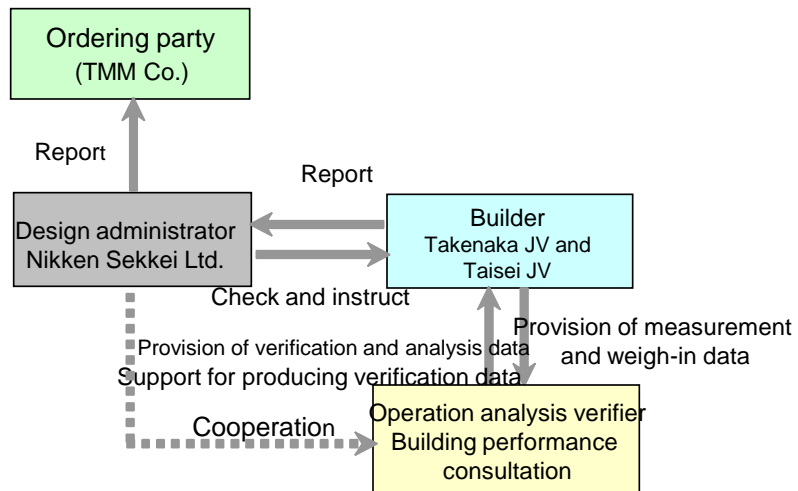 Ordering party
(TMM Co.)
Report
Report
Design administrator
Nikken Sekkei Ltd.
Builder
Takenaka JV and
Taisei JV
Check and instruct
Provision of measurement
and weigh-in data
Provision of verification and analysis data
Support for producing verification data
Cooperation
Operation analysis verifier
Building performance
consultation